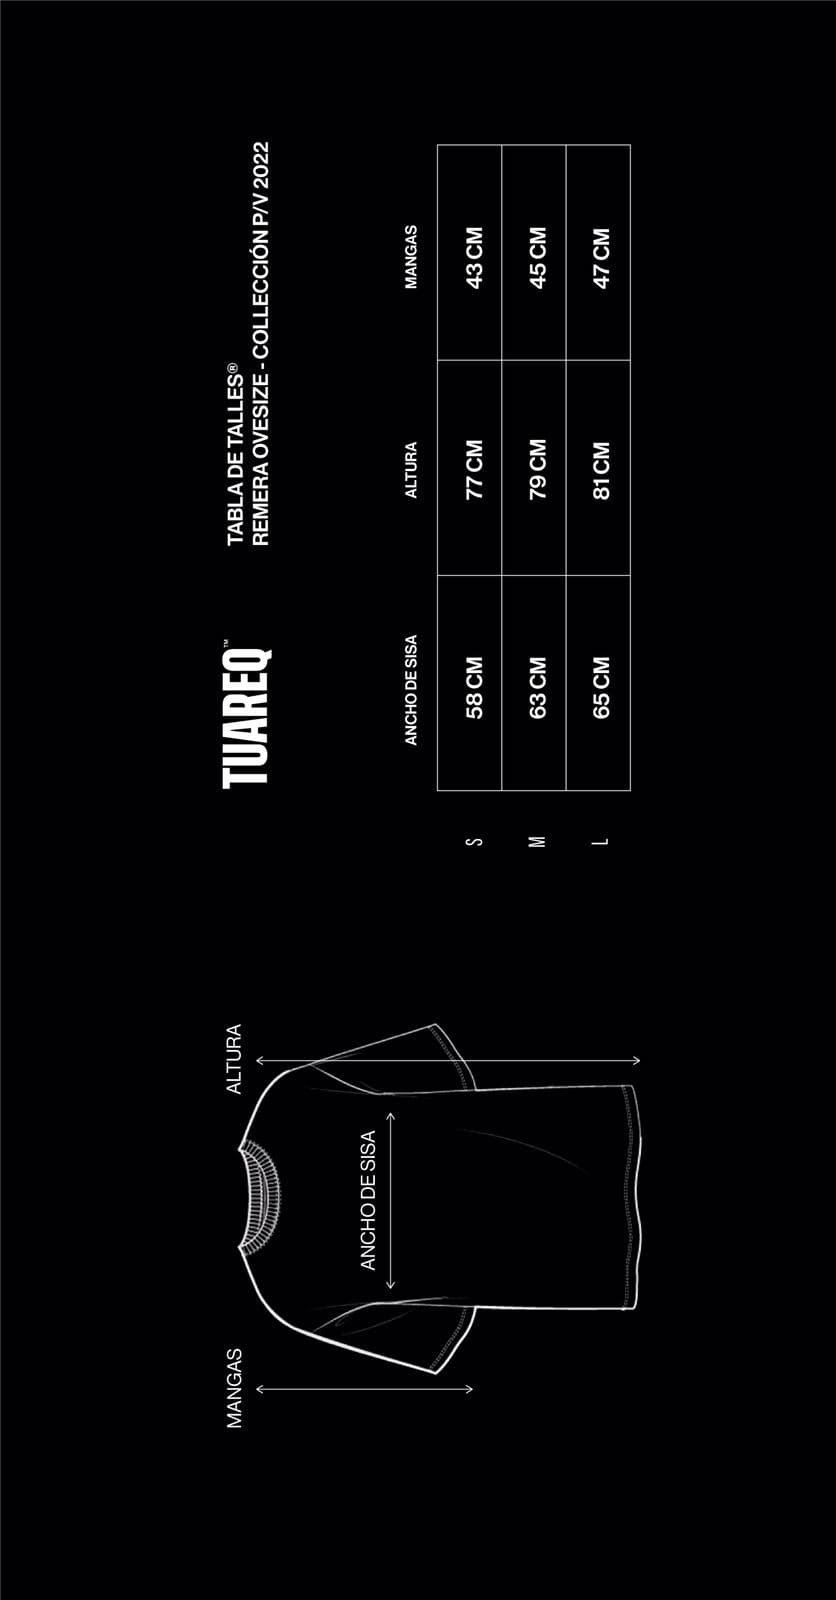 MANGAS
ALTURA
ANCHO DE SISA
TUAREQ™
TABLA DE TALLES®
REMERA OVESIZE - COLLECCIÓN P/V 2022
ANCHO DE SISA ALTURA MANGAS
S 58 CM 77 CM 43 CM
M 63 CM 79 CM 45 CM
L 65 CM 81 CM 47 CM